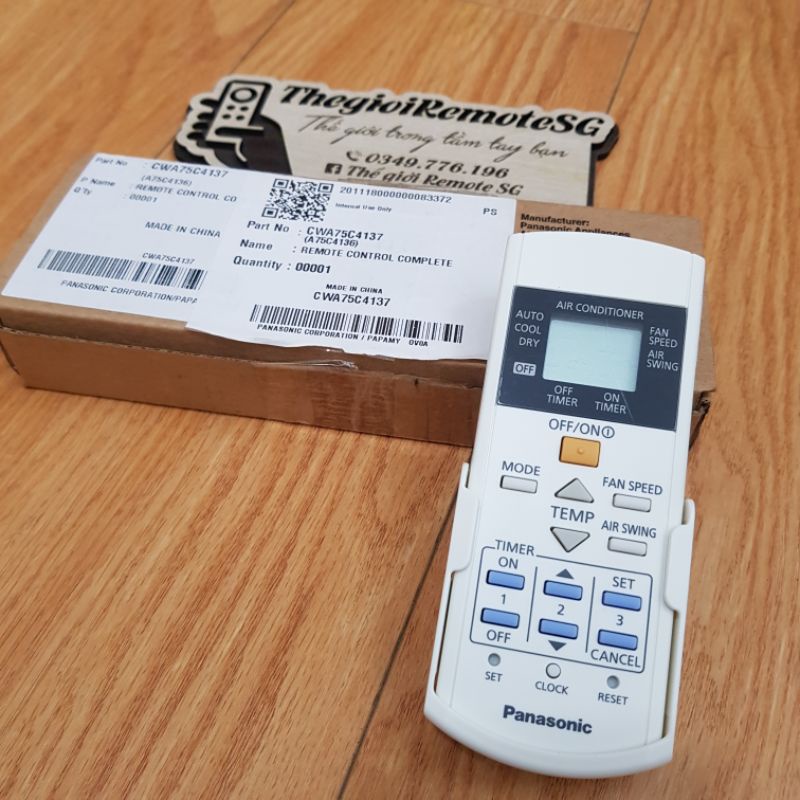 ThegioiRemoteSG
Thế giới trong tầm tay bạn
0349.776.196
Thế giới Remote SG
Part No : CWA75C4137
(A75C4136)
P Name : REMOTE CONTROL CO
Q'ty : 00001
MADE IN CHINA
CWA75C4137
PANASONIC CORPORATION/PAPA
201118000000083372
Internal Use Only
PS
Part No : CWA75C4137
(A75C4136)
Name : REMOTE CONTROL COMPLETE
Quantity : 00001
MADE IN CHINA
CWA75C4137
PANASONIC CORPORATION / PAPAMY OVOA
Manufacturer:
Panasonic Appliances
AIR CONDITIONER
AUTO
COOL
DRY
OFF
FAN
SPEED
AIR
SWING
OFF
TIMER
ON
TIMER
OFF/ON
MODE
FAN SPEED
TEMP
AIR SWING
TIMER
ON
SET
1
2
3
OFF
CANCEL
SET
CLOCK
RESET
Panasonic